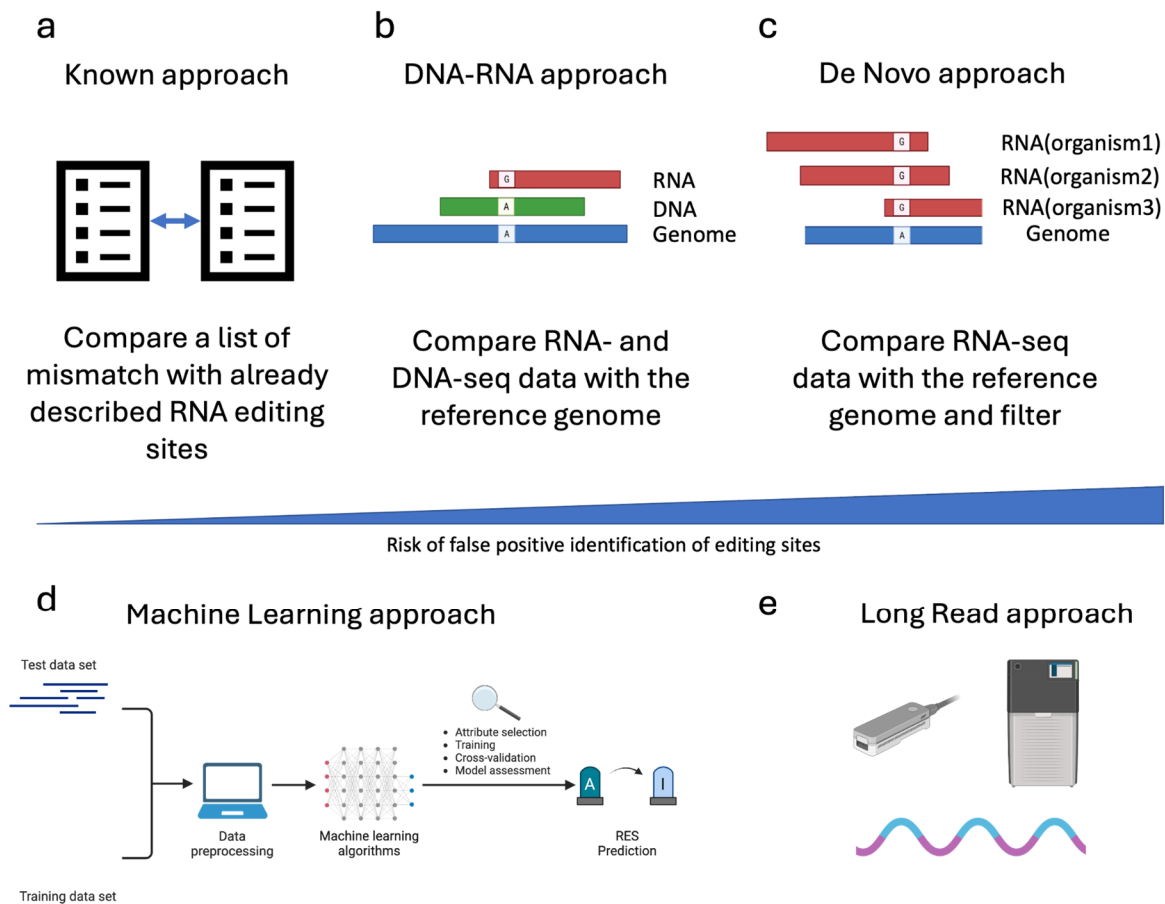 a
Known approach
Compare a list of
mismatch with already
described RNA editing
sites
b
DNA-RNA approach
G
RNA
A
DNA
A
Genome
Compare RNA- and
DNA-seq data with the
reference genome
c
De Novo approach
G
RNA(organism1)
G
RNA(organism2)
G
RNA(organism3)
A
Genome
Compare RNA-seq
data with the reference
genome and filter
Risk of false positive identification of editing sites
d
Machine Learning approach
Test data set
Training data set
Data
preprocessing
Machine learning
algorithms
• Attribute selection
• Training
• Cross-validation
• Model assessment
A
I
RES
Prediction
e
Long Read approach